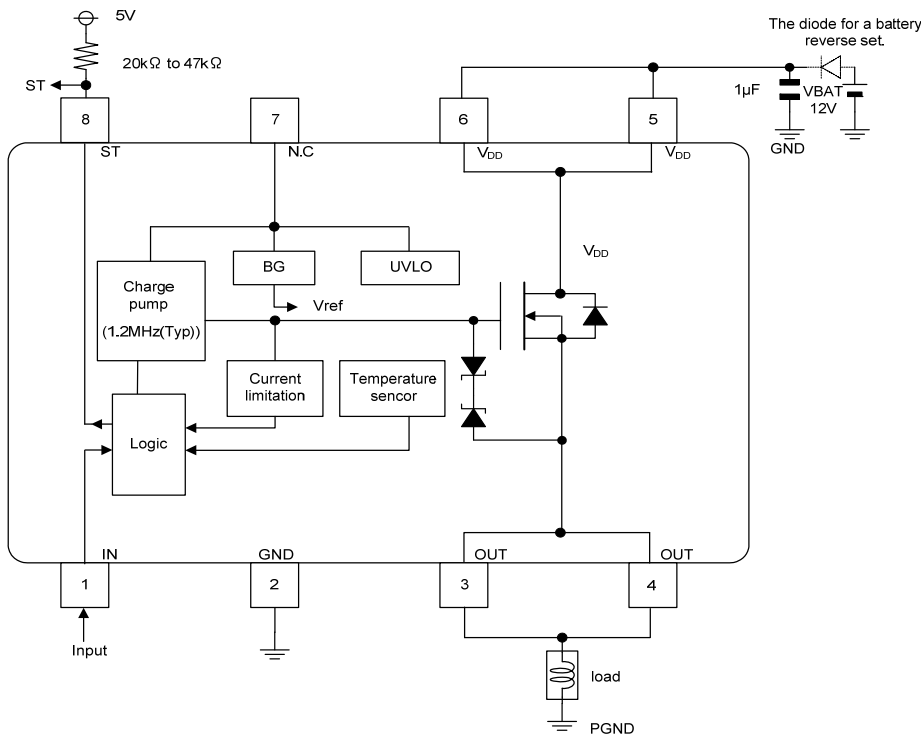 5V
The diode for a battery
reverse set.
20kΩ to 47kΩ
ST
1µF
VBAT
12V
8
7
6
5
GND
ST
N.C
VDD
VDD
VDD
BG
UVLO
Charge
pump
(1.2MHz(Typ))
Vref
Current
limitation
Temperature
sencor
Logic
IN
GND
OUT
OUT
1
2
3
4
Input
load
PGND